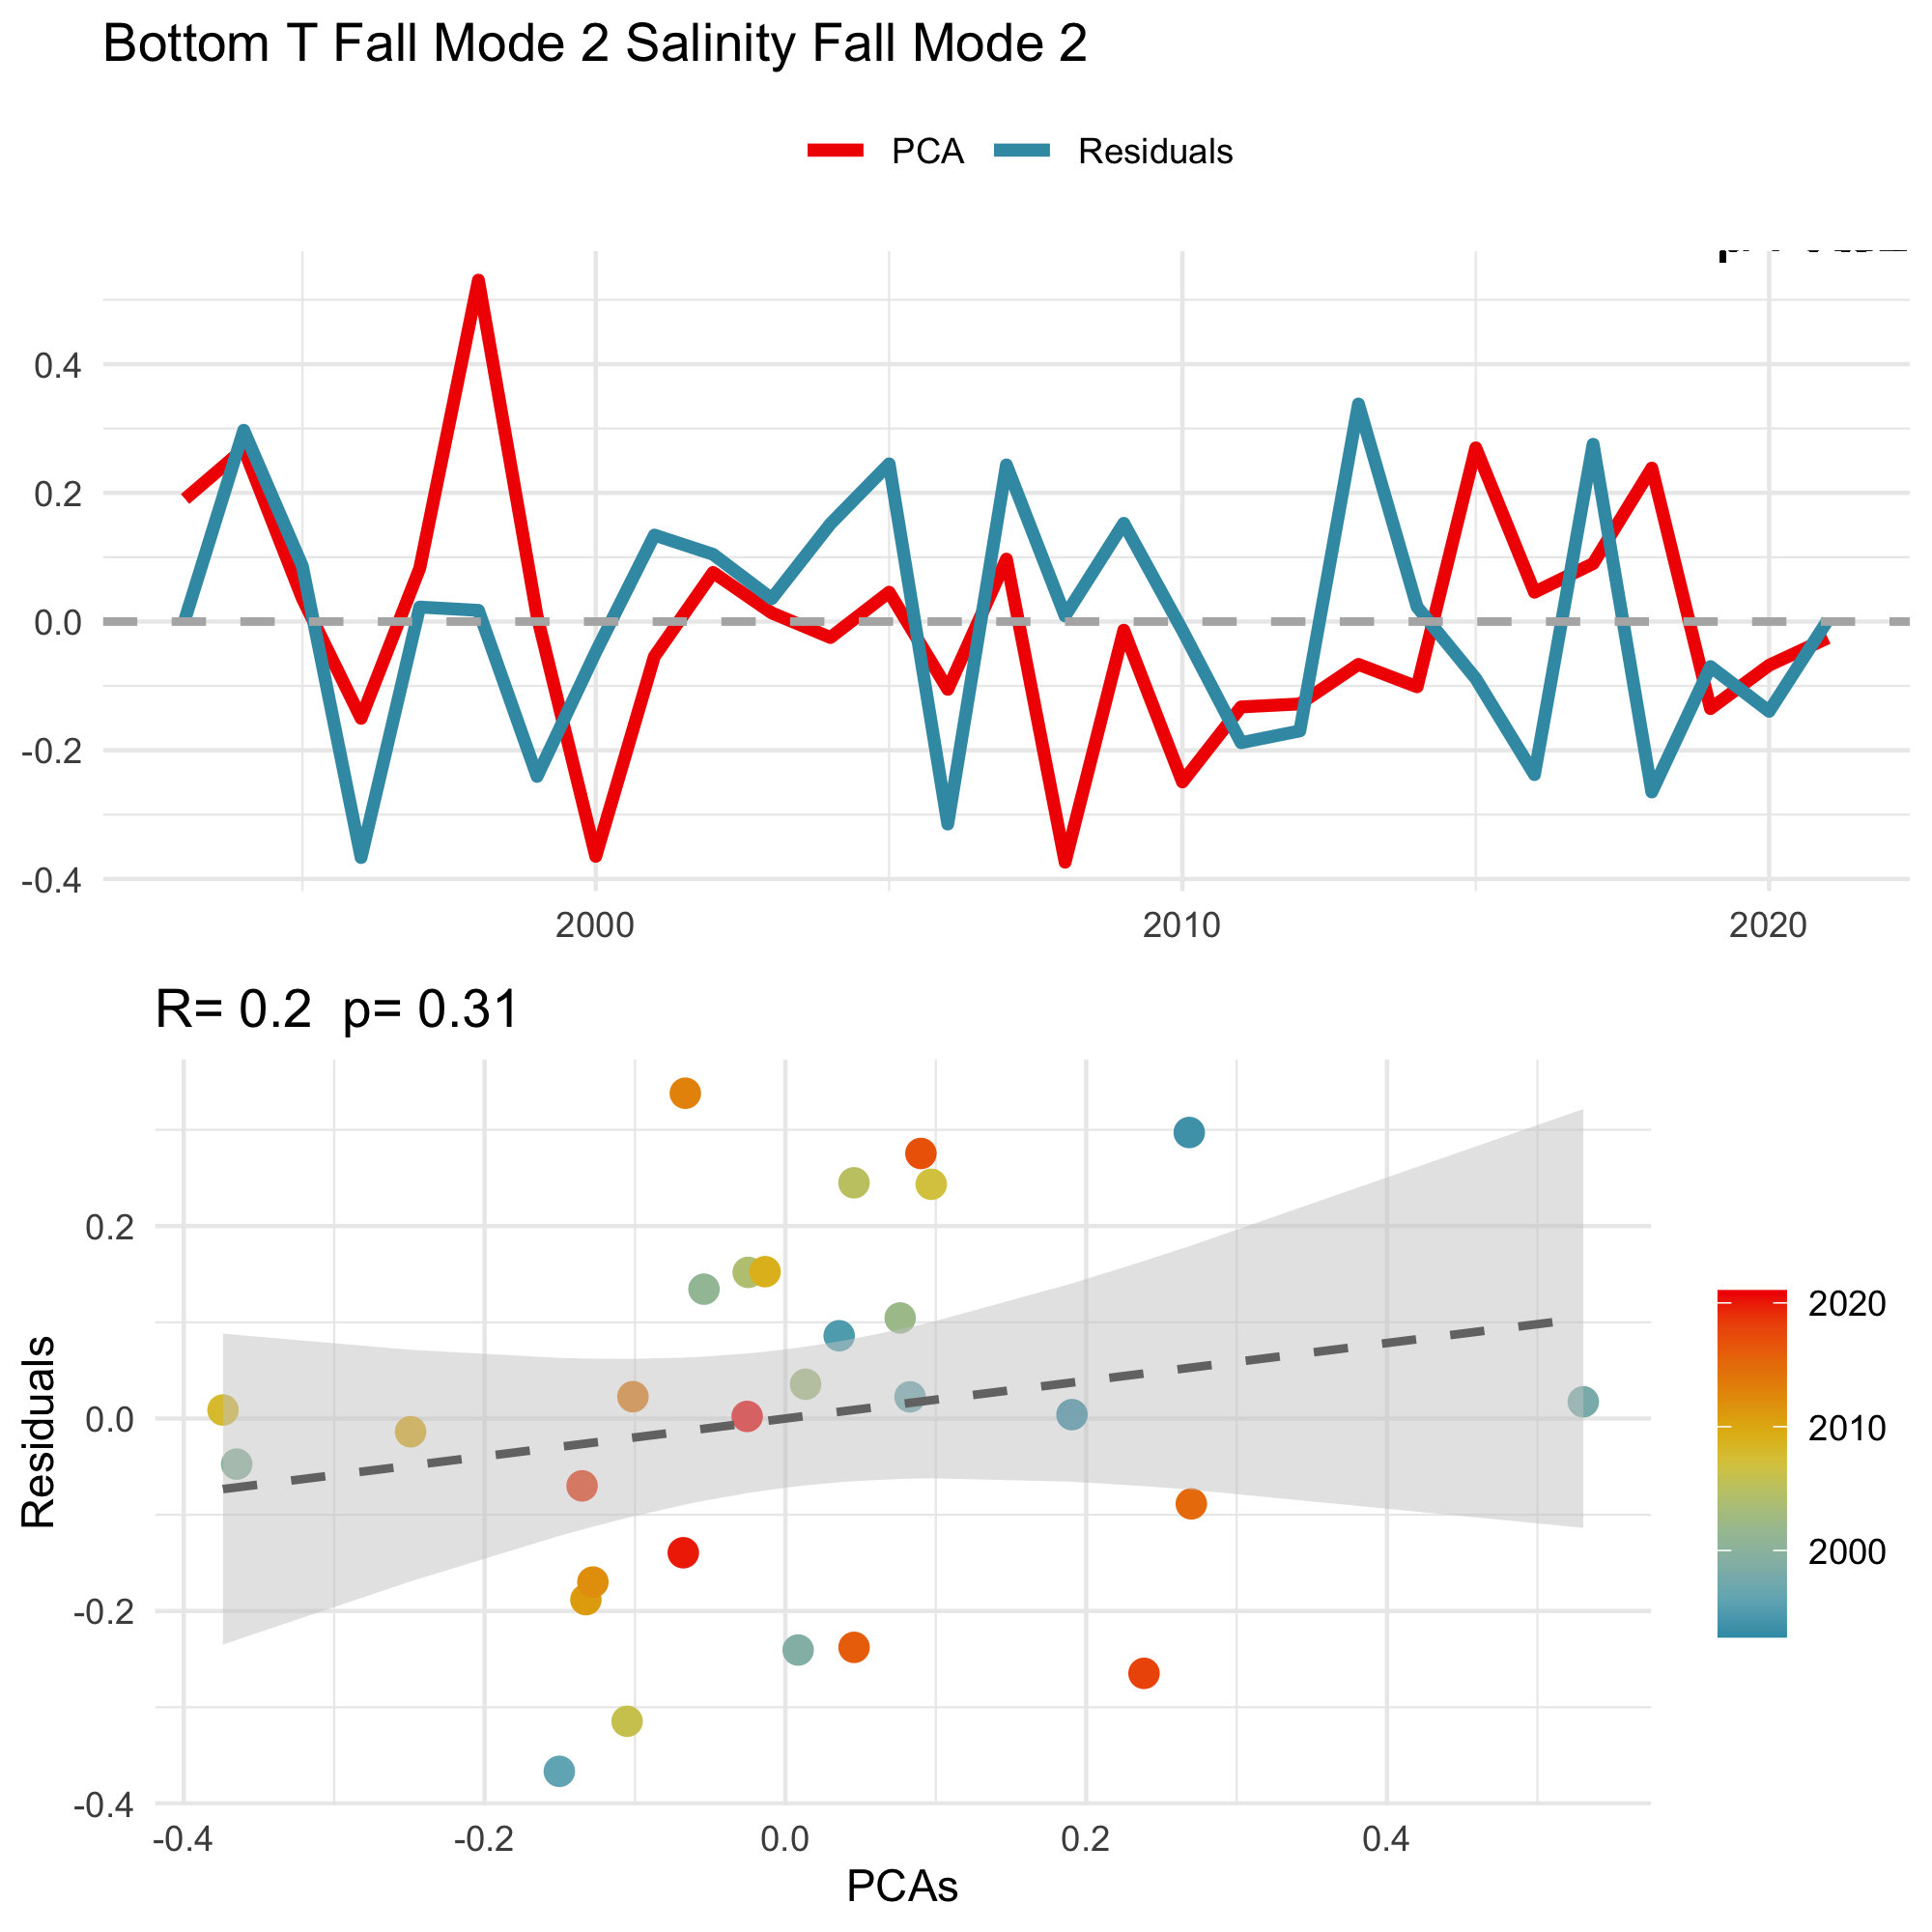 Bottom T Fall Mode 2 Salinity Fall Mode 2
PCA Residuals
0.4
0.2
0.0
-0.2
-0.4
2000 2010 2020
R= 0.2 p= 0.31
Residuals
0.2
0.0
-0.2
-0.4
-0.4 -0.2 0.0 0.2 0.4
PCAs
2020
2010
2000